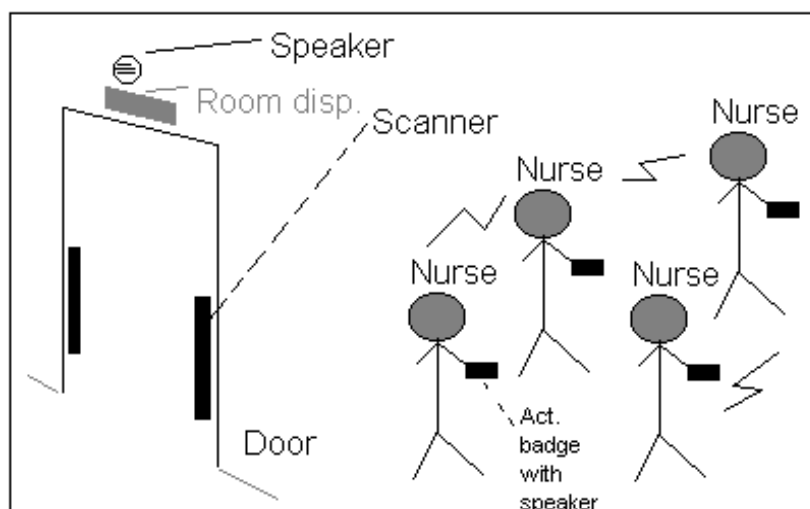 Speaker
Room disp.
Scanner
Nurse
Nurse
Nurse
Nurse
Door
Act.
badge
with
speaker